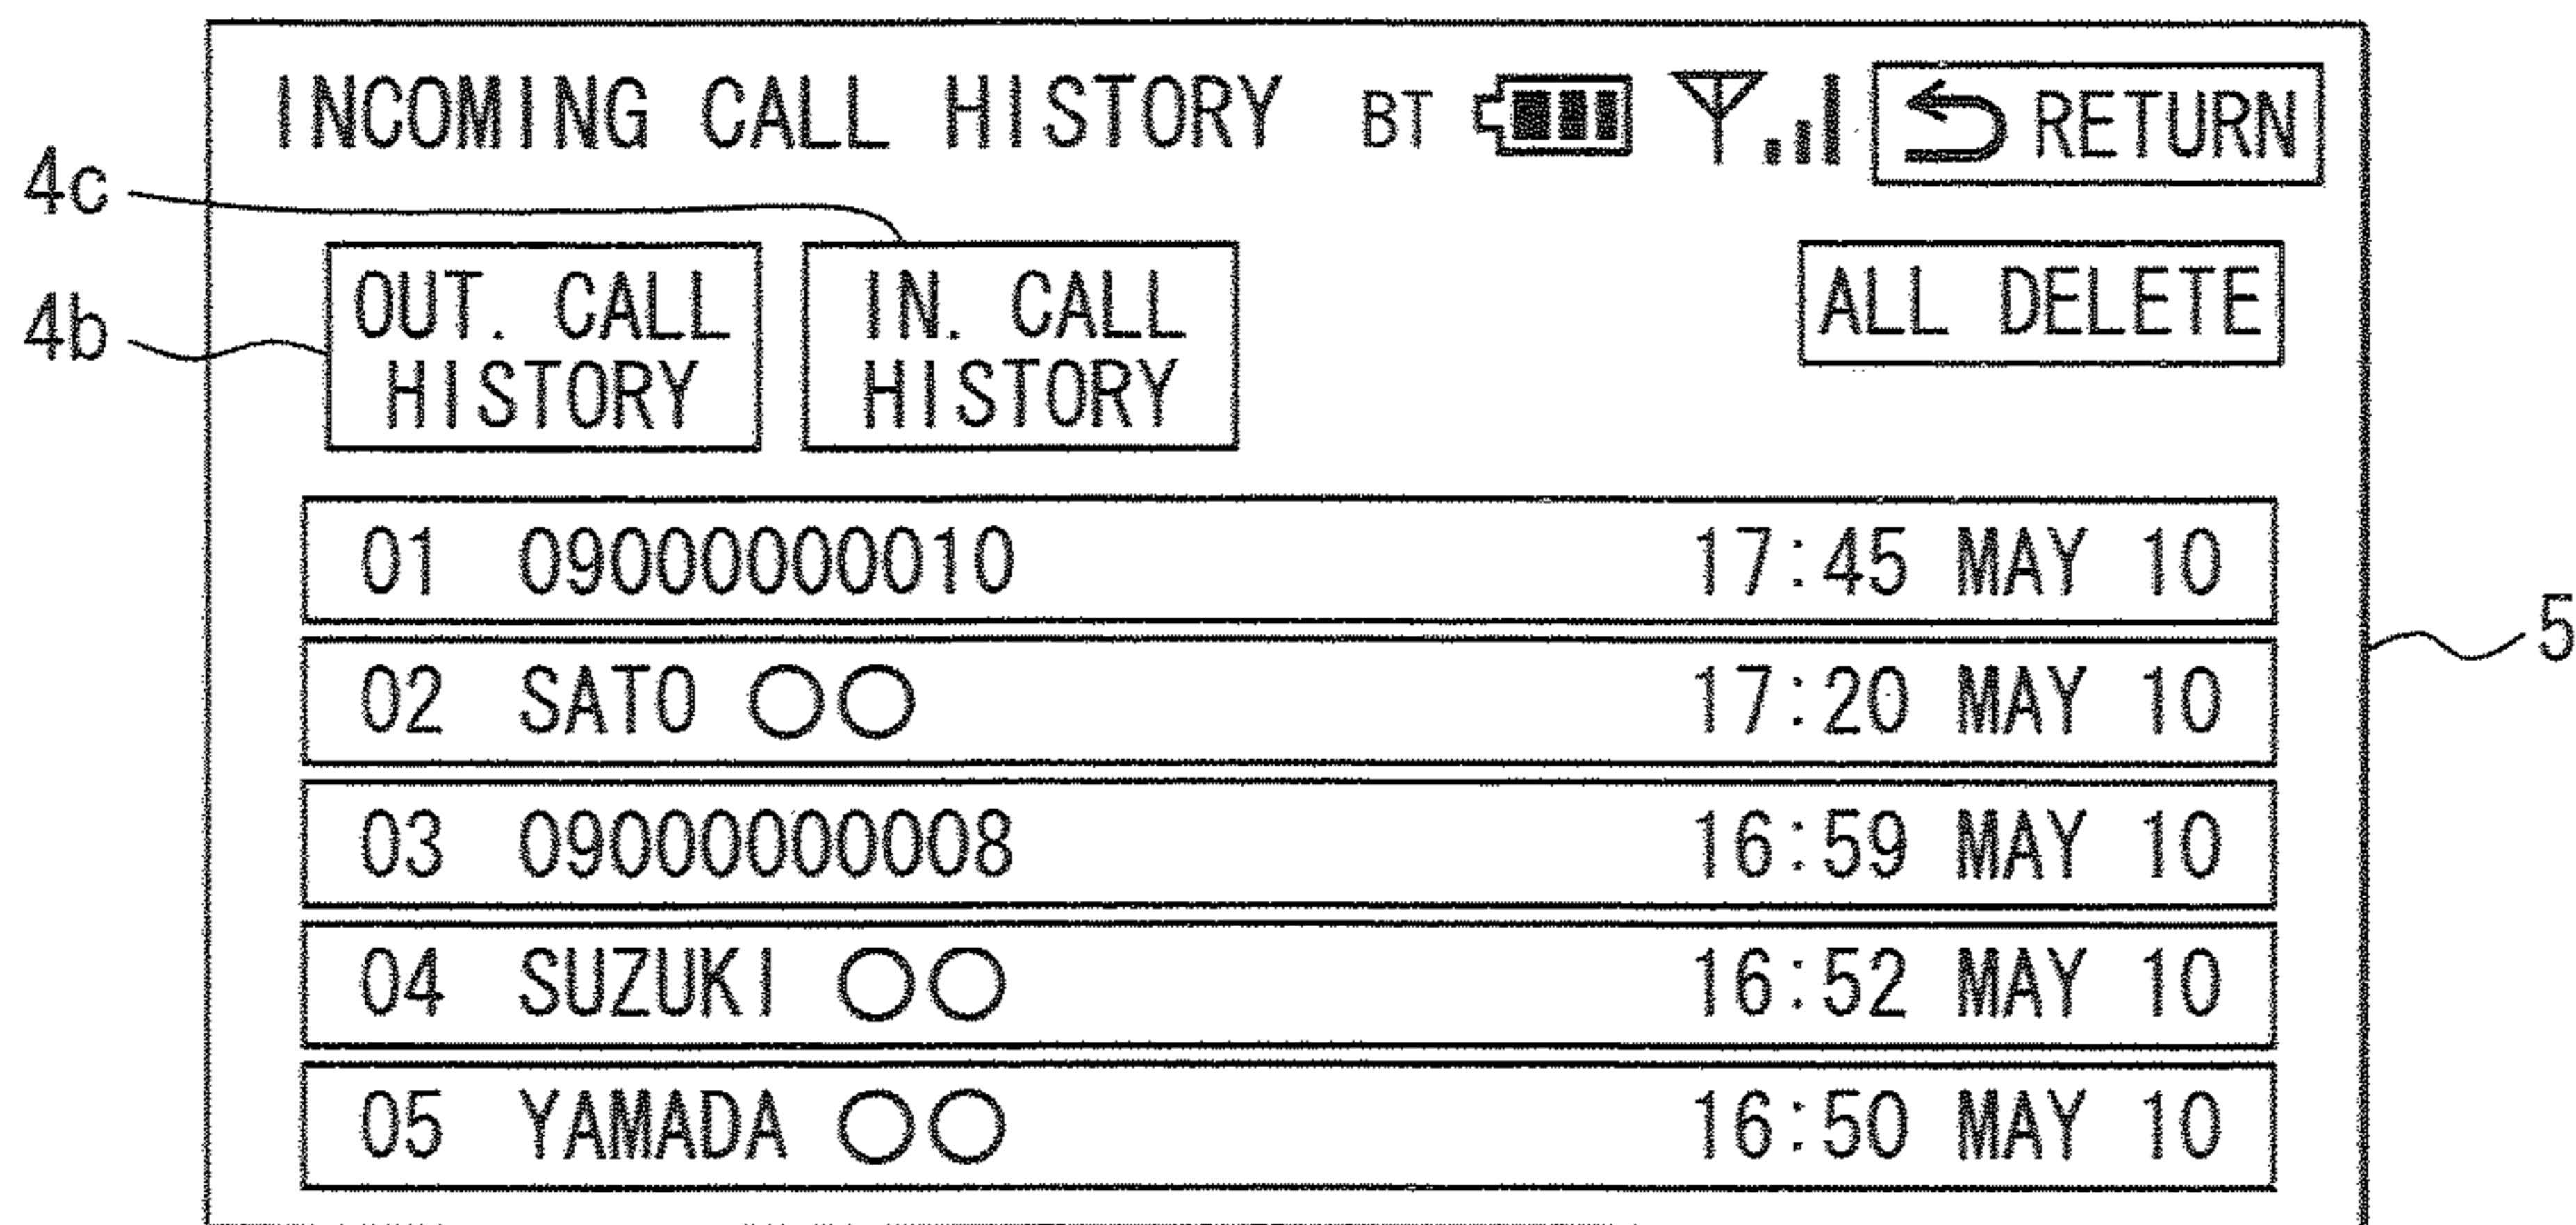 INCOMING CALL HISTORY BT RETURN
4c
OUT. CALL HISTORY
IN. CALL HISTORY
ALL DELETE
4b
01 09000000010 17:45 MAY 10
5
02 SATO ○○ 17:20 MAY 10
03 09000000008 16:59 MAY 10
04 SUZUKI ○○ 16:52 MAY 10
05 YAMADA ○○ 16:50 MAY 10